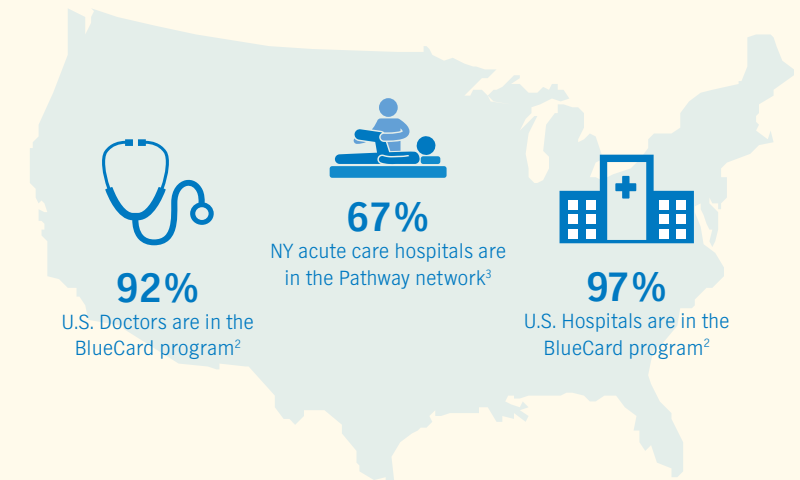 92%
U.S. Doctors are in the
BlueCard program²
67%
NY acute care hospitals are
in the Pathway network³
97%
U.S. Hospitals are in the
BlueCard program²